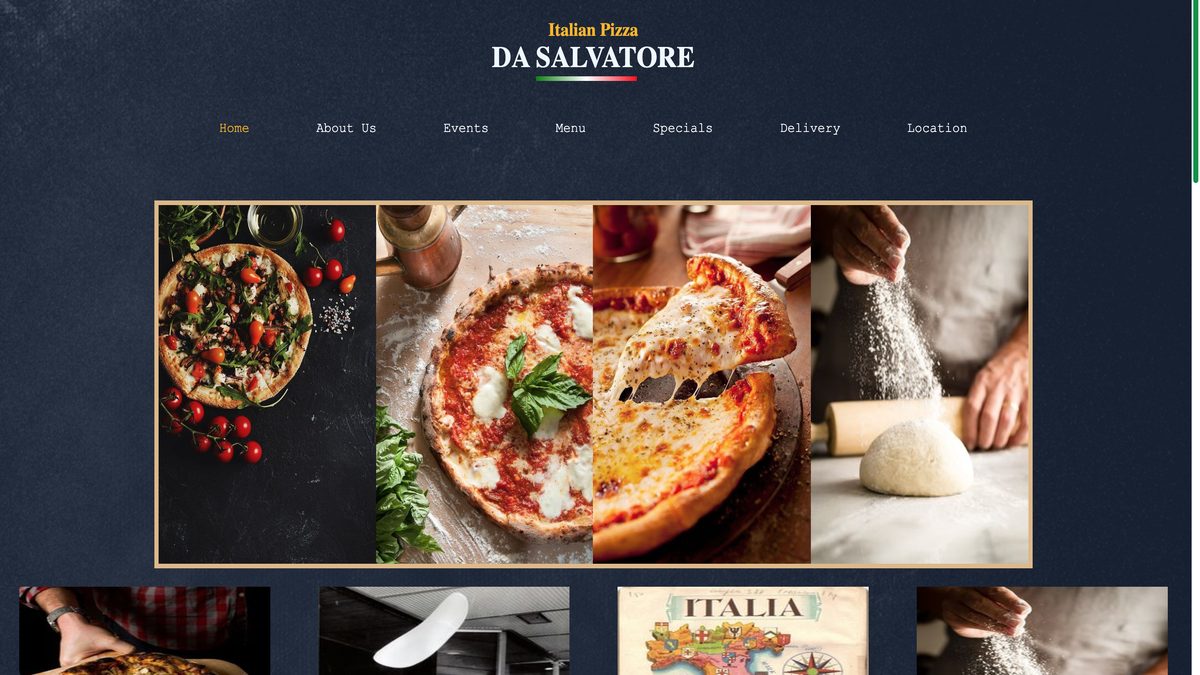 Italian Pizza
DA SALVATORE
Home About Us Events Menu Specials Delivery Location
ITALIA